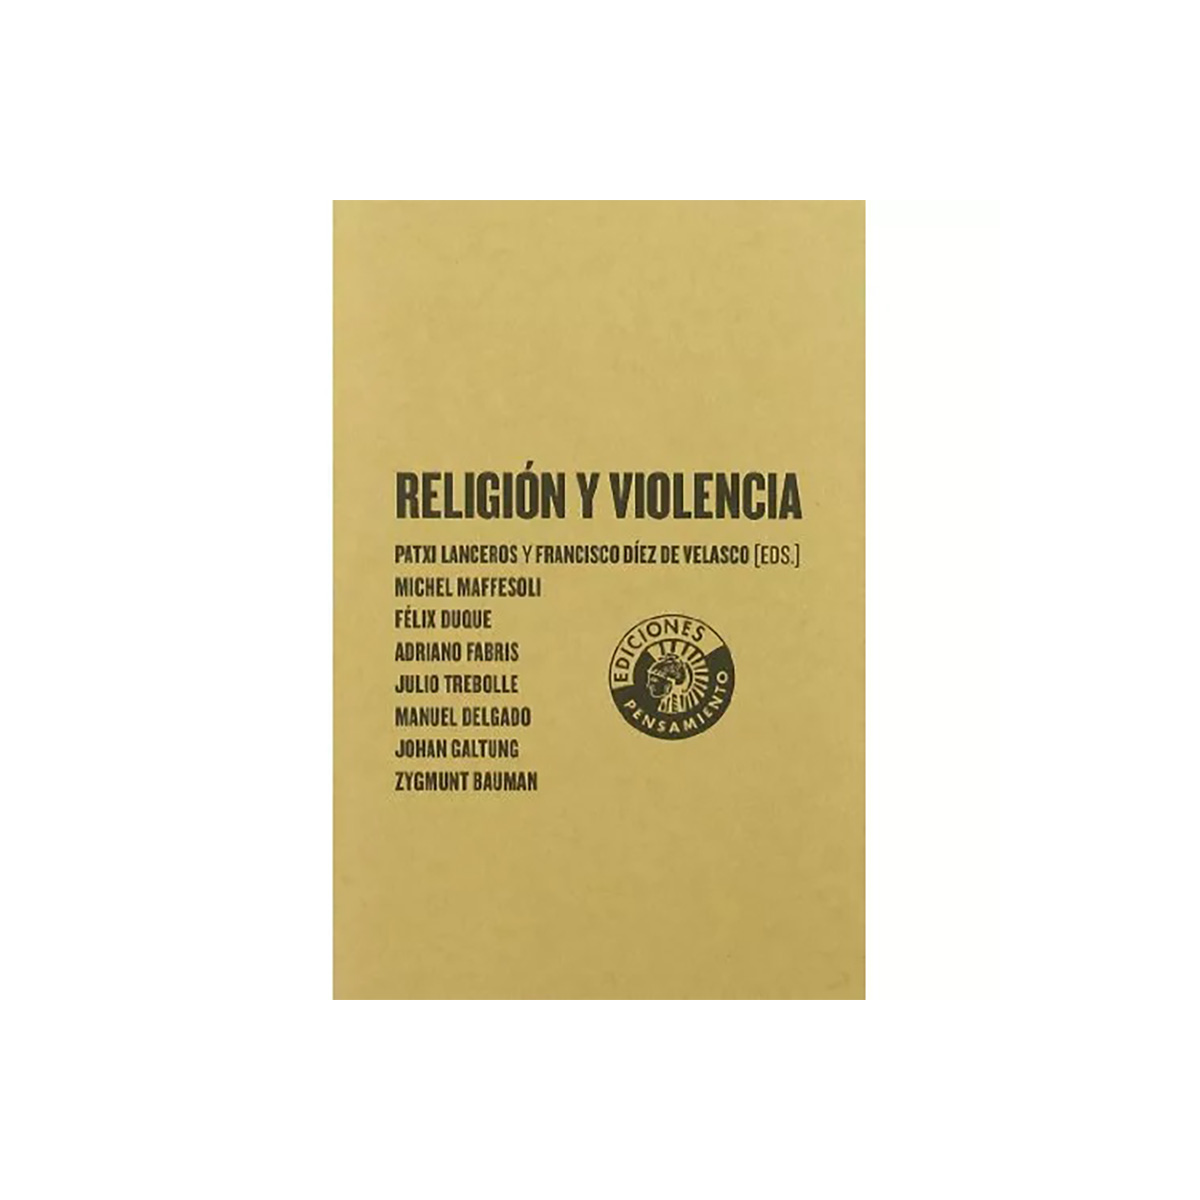 RELIGIÓN Y VIOLENCIA
PATXI LANCEROS Y FRANCISCO DÍEZ DE VELASCO [EDS.]
MICHEL MAFFESOLI
FÉLIX DUQUE
ADRIANO FABRIS
JULIO TREBOLLE
MANUEL DELGADO
JOHAN GALTUNG
ZYGMUNT BAUMAN
EDICIONES
PENSAMIENTO